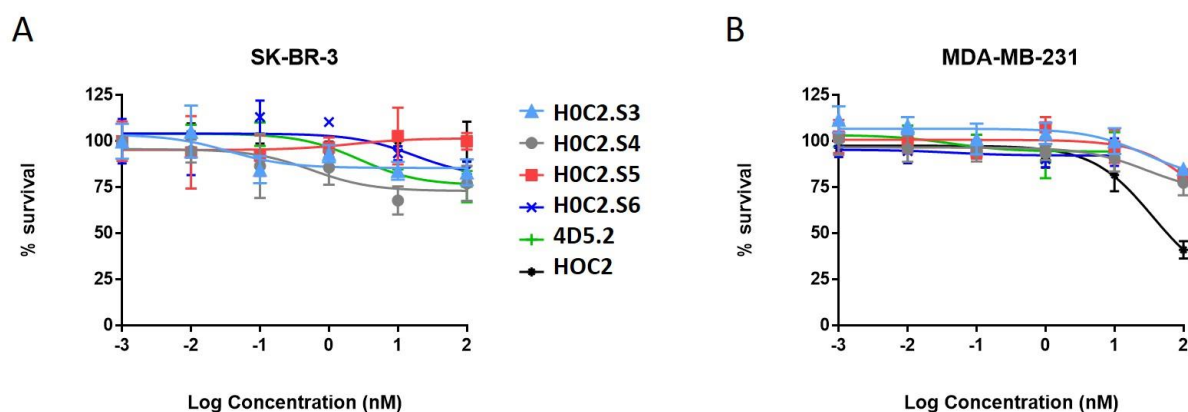 A
SK-BR-3
125
100
75
50
25
0
% survival
-3 -2 -1 0 1 2
Log Concentration (nM)
H0C2.S3
H0C2.S4
H0C2.S5
H0C2.S6
4D5.2
HOC2
B
MDA-MB-231
125
100
75
50
25
0
% survival
-3 -2 -1 0 1 2
Log Concentration (nM)